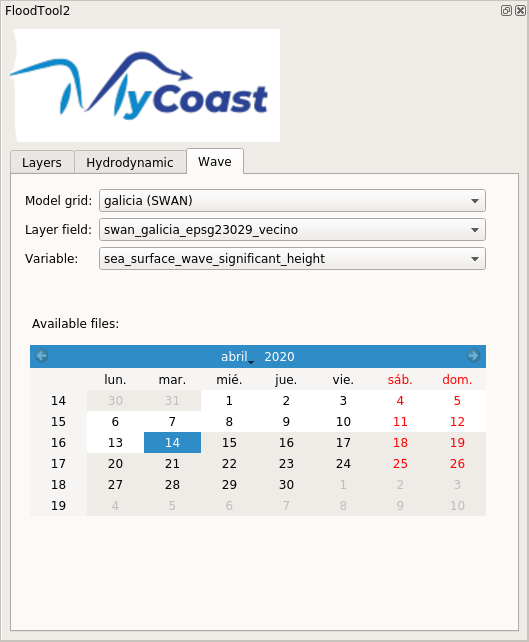 FloodTool2
MyCoast
Layers Hydrodynamic Wave
Model grid: galicia (SWAN)
Layer field: swan_galicia_epsg23029_vecino
Variable: sea_surface_wave_significant_height
Available files:
abril 2020
lun. mar. mié. jue. vie. sáb. dom.
14 30 31 1 2 3 4 5
15 6 7 8 9 10 11 12
16 13 14 15 16 17 18 19
17 20 21 22 23 24 25 26
18 27 28 29 30 1 2 3
19 4 5 6 7 8 9 10